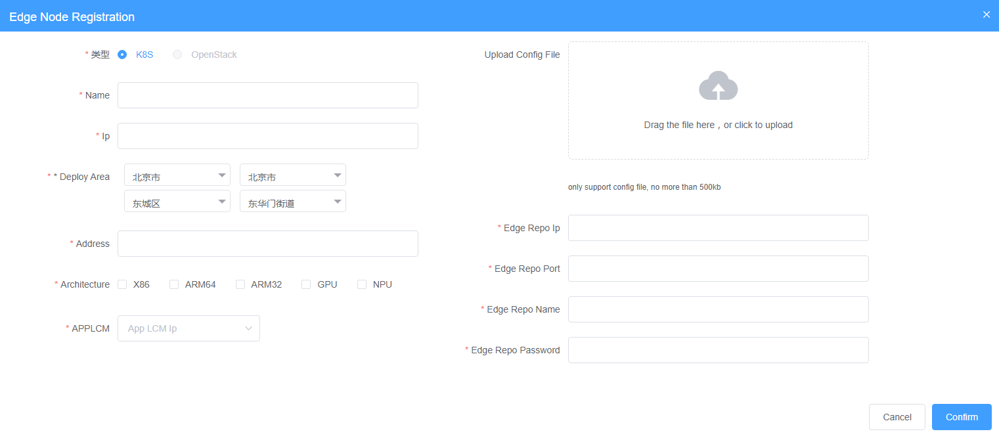 Edge Node Registration
* 类型 K8S OpenStack
* Name
* Ip
* * Deploy Area 北京市 北京市
东城区 东华门街道
* Address
* Architecture X86 ARM64 ARM32 GPU NPU
* APPLCM App LCM Ip
Upload Config File
Drag the file here，or click to upload
only support config file, no more than 500kb
* Edge Repo Ip
* Edge Repo Port
* Edge Repo Name
* Edge Repo Password
Cancel Confirm